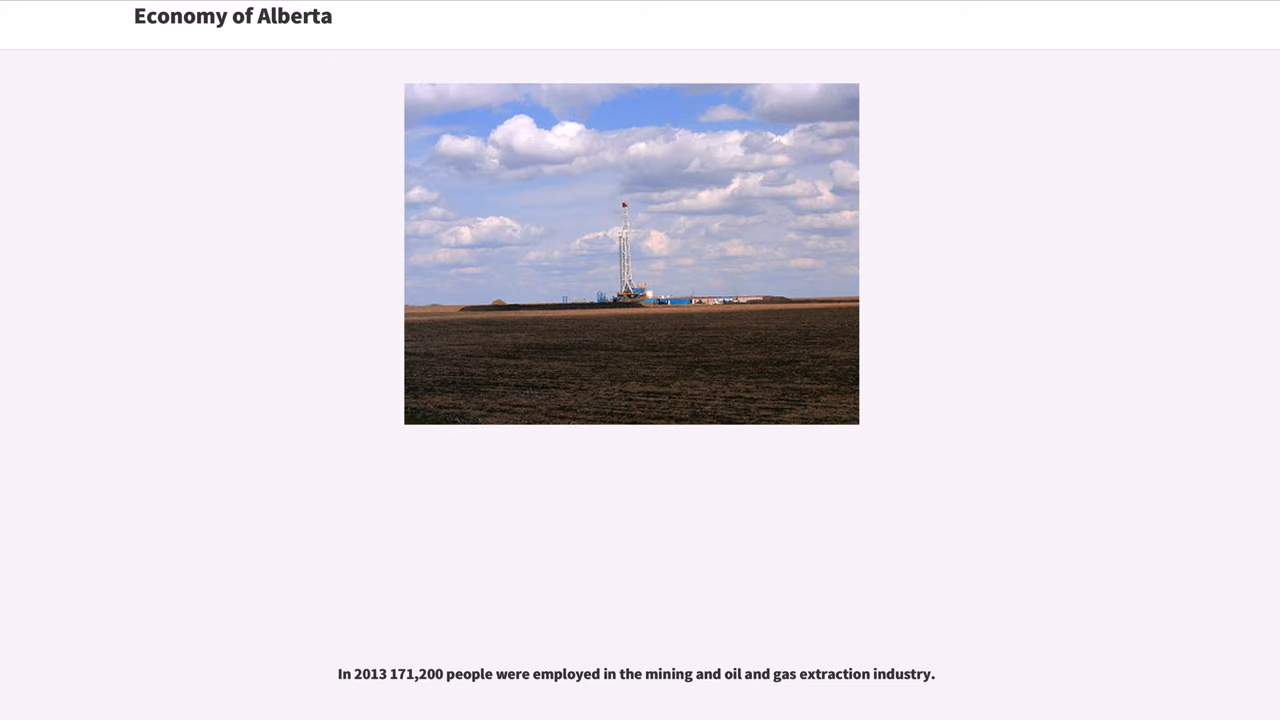 Economy of Alberta
In 2013 171,200 people were employed in the mining and oil and gas extraction industry.